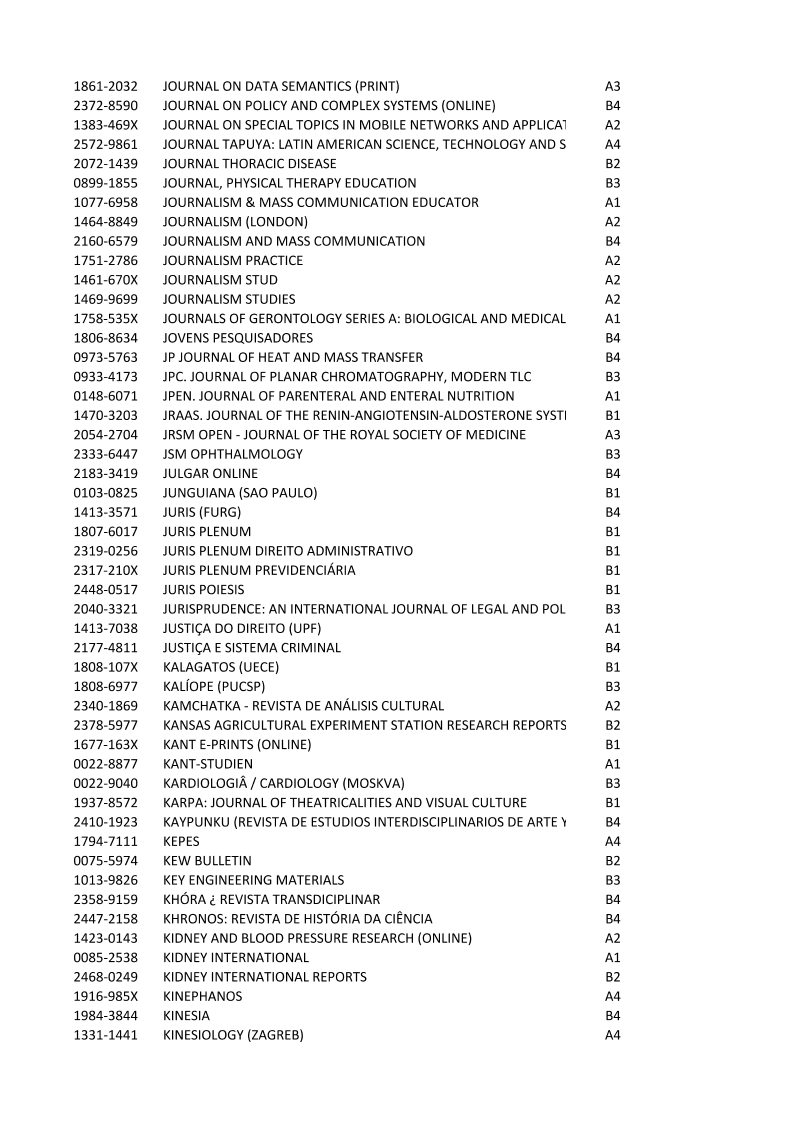 1861-2032 JOURNAL ON DATA SEMANTICS (PRINT) A3
2372-8590 JOURNAL ON POLICY AND COMPLEX SYSTEMS (ONLINE) B4
1383-469X JOURNAL ON SPECIAL TOPICS IN MOBILE NETWORKS AND APPLICAT A2
2572-9861 JOURNAL TAPUYA: LATIN AMERICAN SCIENCE, TECHNOLOGY AND S A4
2072-1439 JOURNAL THORACIC DISEASE B2
0899-1855 JOURNAL, PHYSICAL THERAPY EDUCATION B3
1077-6958 JOURNALISM & MASS COMMUNICATION EDUCATOR A1
1464-8849 JOURNALISM (LONDON) A2
2160-6579 JOURNALISM AND MASS COMMUNICATION B4
1751-2786 JOURNALISM PRACTICE A2
1461-670X JOURNALISM STUD A2
1469-9699 JOURNALISM STUDIES A2
1758-535X JOURNALS OF GERONTOLOGY SERIES A: BIOLOGICAL AND MEDICAL A1
1806-8634 JOVENS PESQUISADORES B4
0973-5763 JP JOURNAL OF HEAT AND MASS TRANSFER B4
0933-4173 JPC. JOURNAL OF PLANAR CHROMATOGRAPHY, MODERN TLC B3
0148-6071 JPEN. JOURNAL OF PARENTERAL AND ENTERAL NUTRITION A1
1470-3203 JRAAS. JOURNAL OF THE RENIN-ANGIOTENSIN-ALDOSTERONE SYST B1
2054-2704 JRSM OPEN - JOURNAL OF THE ROYAL SOCIETY OF MEDICINE A3
2333-6447 JSM OPHTHALMOLOGY B3
2183-3419 JULGAR ONLINE B4
0103-0825 JUNGUIANA (SAO PAULO) B1
1413-3571 JURIS (FURG) B4
1807-6017 JURIS PLENUM B1
2319-0256 JURIS PLENUM DIREITO ADMINISTRATIVO B1
2317-210X JURIS PLENUM PREVIDENCIÁRIA B1
2448-0517 JURIS POIESIS B1
2040-3321 JURISPRUDENCE: AN INTERNATIONAL JOURNAL OF LEGAL AND POL B3
1413-7038 JUSTIÇA DO DIREITO (UPF) A1
2177-4811 JUSTIÇA E SISTEMA CRIMINAL B4
1808-107X KALAGATOS (UECE) B1
1808-6977 KALÍOPE (PUCSP) B3
2340-1869 KAMCHATKA - REVISTA DE ANÁLISIS CULTURAL A2
2378-5977 KANSAS AGRICULTURAL EXPERIMENT STATION RESEARCH REPORTS B2
1677-163X KANT E-PRINTS (ONLINE) B1
0022-8877 KANT-STUDIEN A1
0022-9040 KARDIOLOGIÂ / CARDIOLOGY (MOSKVA) B3
1937-8572 KARPA: JOURNAL OF THEATRICALITIES AND VISUAL CULTURE B1
2410-1923 KAYPUNKU (REVISTA DE ESTUDIOS INTERDISCIPLINARIOS DE ARTE Y B4
1794-7111 KEPES A4
0075-5974 KEW BULLETIN B2
1013-9826 KEY ENGINEERING MATERIALS B3
2358-9159 KHÓRA ¿ REVISTA TRANSDICIPLINAR B4
2447-2158 KHRONOS: REVISTA DE HISTÓRIA DA CIÊNCIA B4
1423-0143 KIDNEY AND BLOOD PRESSURE RESEARCH (ONLINE) A2
0085-2538 KIDNEY INTERNATIONAL A1
2468-0249 KIDNEY INTERNATIONAL REPORTS B2
1916-985X KINEPHANOS A4
1984-3844 KINESIA B4
1331-1441 KINESIOLOGY (ZAGREB) A4